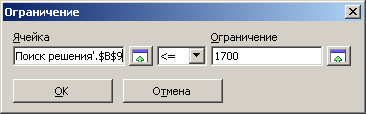 Ограничение
Ячейка Ограничение
Поиск решения'.$B$9 <= 1700
OK Отмена